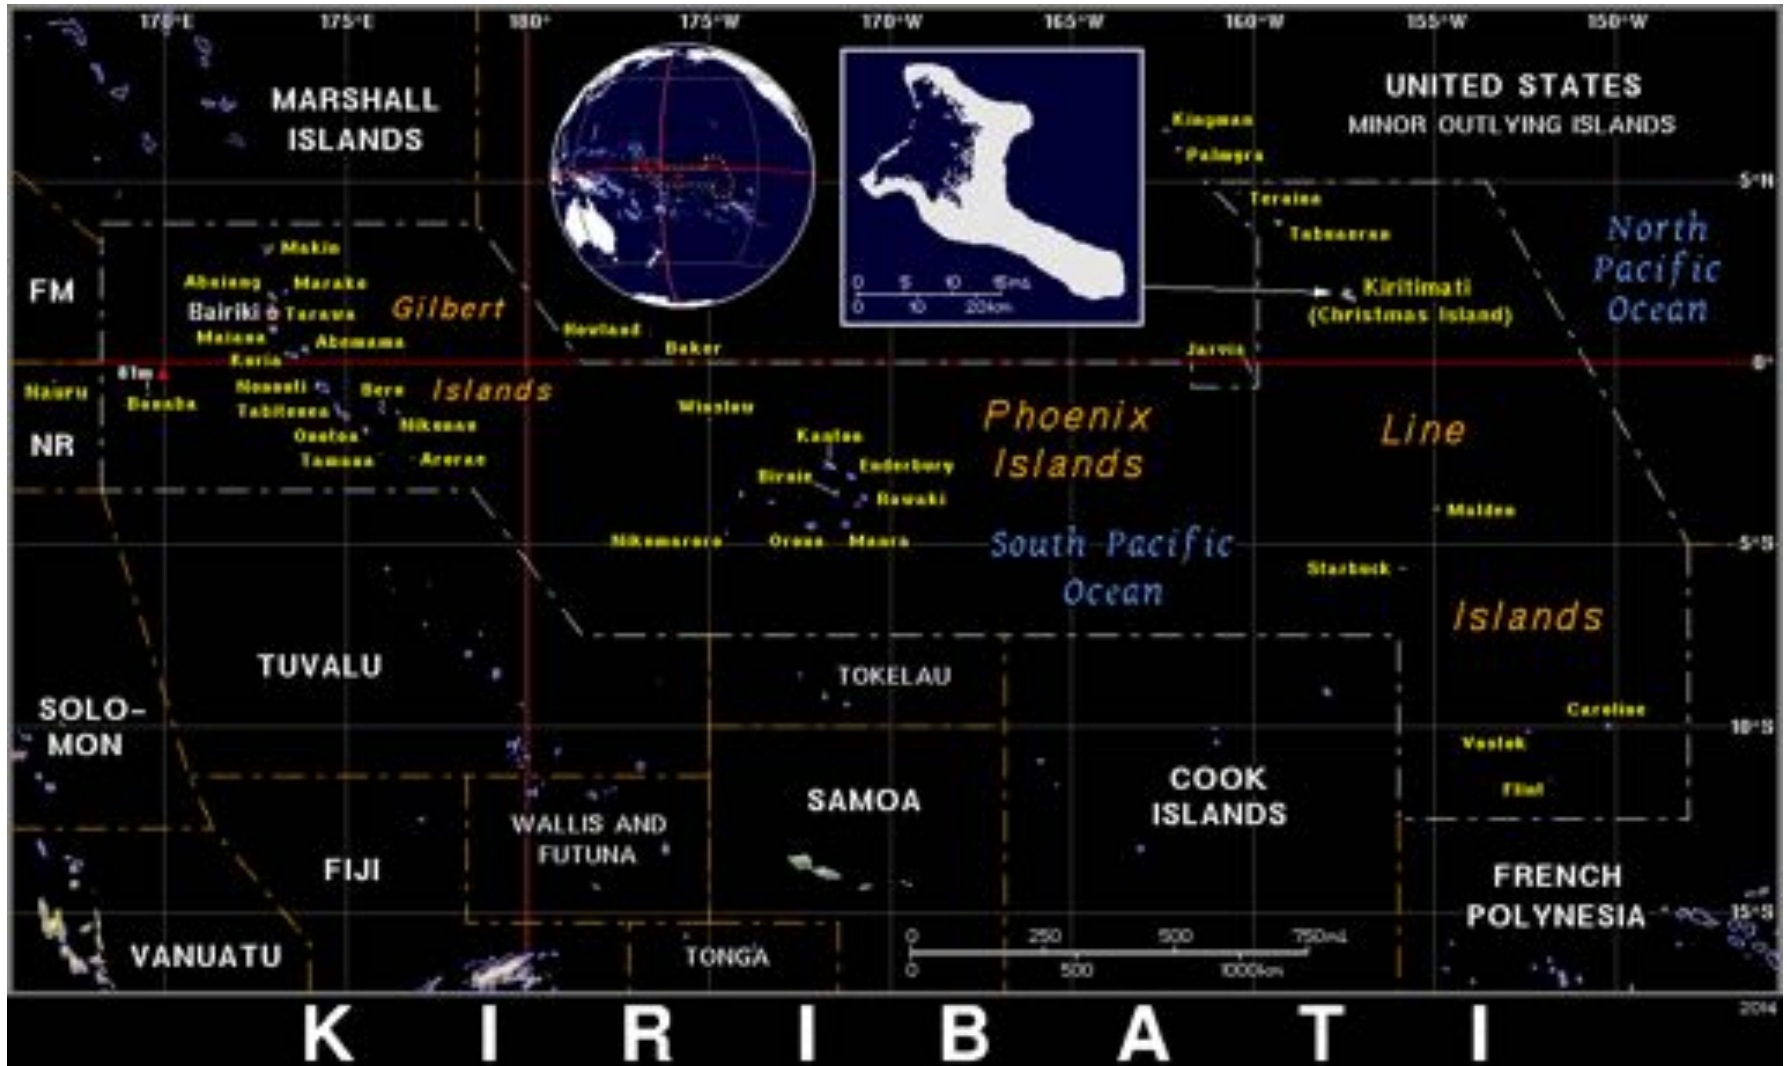 170°E 175°E 180° 175°W 170°W 165°W 160°W 155°W 150°W
MARSHALL
ISLANDS
UNITED STATES
MINOR OUTLYING ISLANDS
Kingman
Palmyra
5°N
Teraina
Tabuaeran
North
Pacific
Ocean
0 5 10 15mi
0 10 20km
Kiritimati
(Christmas Island)
Makin
FM
Abaiang Marake
Bairiki Tarawa
Gilbert
Maiana Abemama
Kuria
Howland
Baker
Jarvis
0°
81m
Nauru
Banaba
Nonouti Beru
Islands
Tabiteuea
Nikunau
Onotoa
Tamana Arorae
NR
Winslow
Phoenix
Islands
Line
Kanton
Enderbury
Birnie
Rawaki
Malden
Nikumaroro Orona Manra
South Pacific
Ocean
5°S
Starbuck
Islands
TUVALU
TOKELAU
SOLO-
MON
Caroline
10°S
Vostok
Flint
COOK
ISLANDS
SAMOA
WALLIS AND
FUTUNA
FIJI
FRENCH
POLYNESIA
15°S
VANUATU
TONGA
0 250 500 750mi
0 500 1000km
2014
KIRIBATI